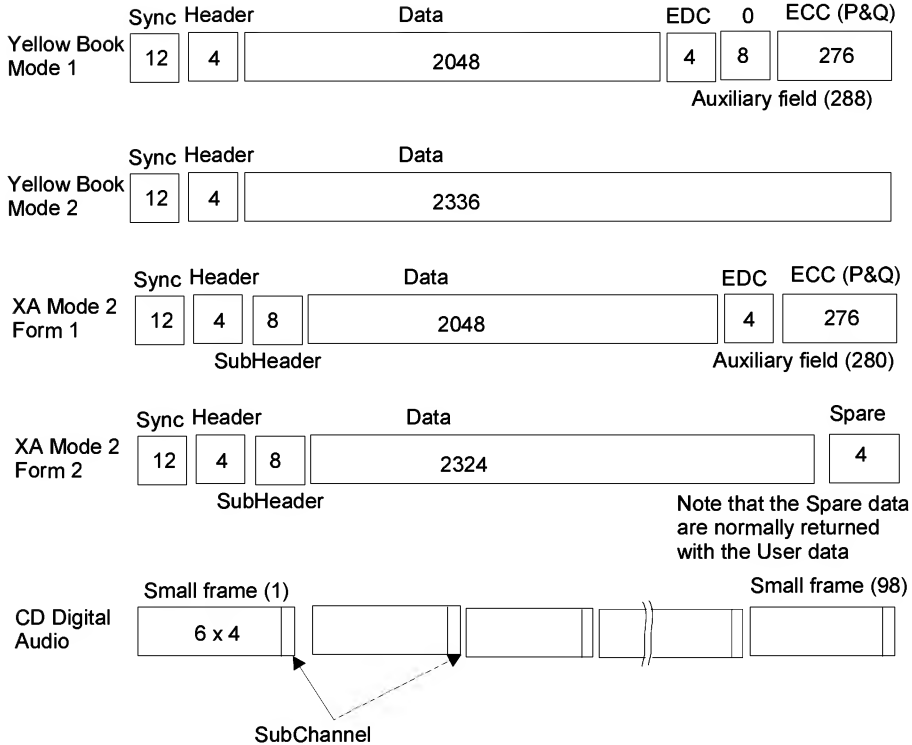 Sync Header Data EDC 0 ECC (P&Q)
Yellow Book
Mode 1
12 4 2048 4 8 276
Auxiliary field (288)
Sync Header Data
Yellow Book
Mode 2
12 4 2336
Sync Header Data EDC ECC (P&Q)
XA Mode 2
Form 1
12 4 8 2048 4 276
SubHeader Auxiliary field (280)
Sync Header Data Spare
XA Mode 2
Form 2
12 4 8 2324 4
SubHeader
Note that the Spare data
are normally returned
with the User data
Small frame (1) Small frame (98)
CD Digital
Audio
6 x 4
SubChannel